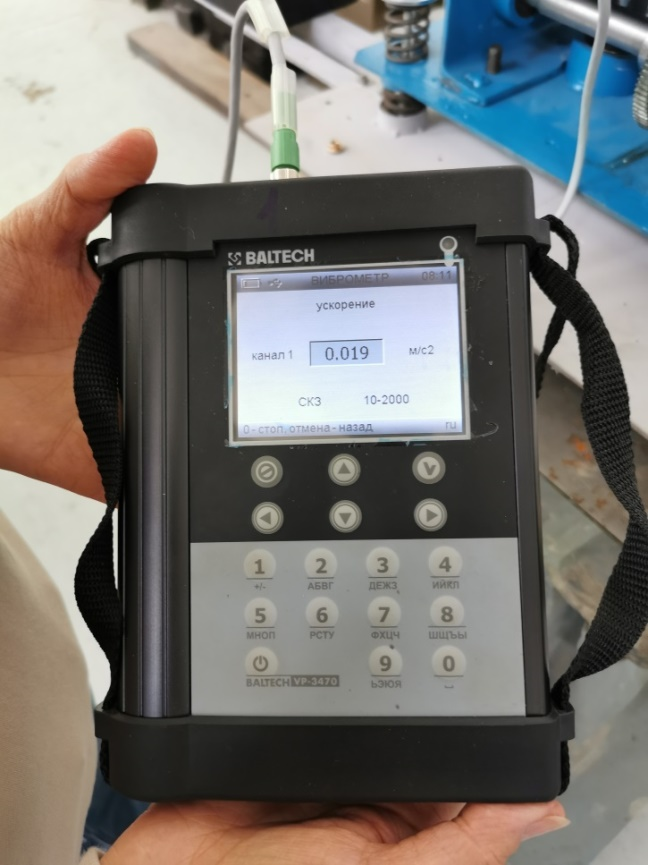 BALTECH
ВИБРОМЕТР 08:11
ускорение
канал 1 0,019 м/с2
СКЗ 10-2000
0 - стоп, отмена - назад ru
1 2 3 4
+/- АБВГ ДЕЖЗ ИЙКЛ
5 6 7 8
МНОП РСТУ ФХЦЧ ШЩЪЫ
9 0
BALTECH VP-3470 ЬЭЮЯ